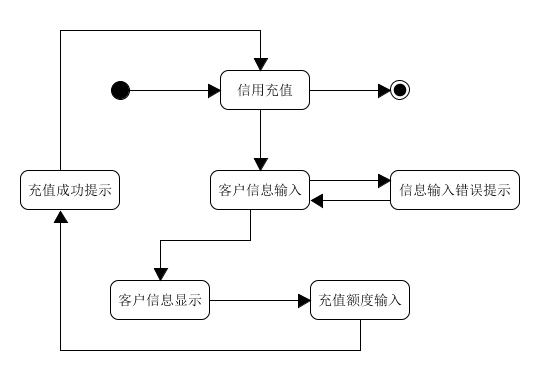 信用充值
充值成功提示
客户信息输入
信息输入错误提示
客户信息显示
充值额度输入